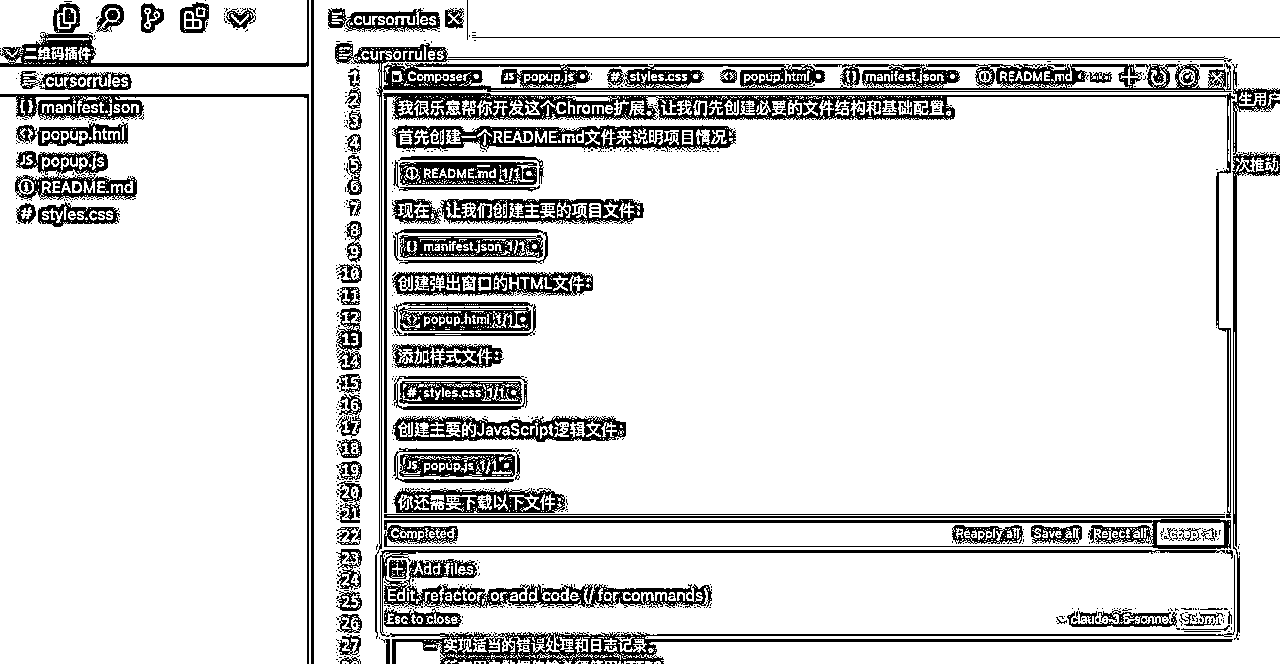 .cursorrules
二维码插件
.cursorrules
.cursorrules
manifest.json
popup.html
popup.js
README.md
styles.css
Composer
popup.js
styles.css
popup.html
manifest.json
README.md
1
2
3
4
5
6
7
8
9
10
11
12
13
14
15
16
17
18
19
20
21
22
23
24
25
26
27
我很乐意帮你开发这个Chrome扩展。让我们先创建必要的文件结构和基础配置。
首先创建一个README.md文件来说明项目情况:
README.md 1/1
现在，让我们创建主要的项目文件:
manifest.json 1/1
创建弹出窗口的HTML文件:
popup.html 1/1
添加样式文件:
styles.css 1/1
创建主要的JavaScript逻辑文件:
popup.js 1/1
你还需要下载以下文件:
生用户
次推动
Completed
Reapply all
Save all
Reject all
Accept all
Add files
Edit, refactor, or add code (/ for commands)
Esc to close
claude-3.5-sonnet
Submit
- 实现适当的错误处理和日志记录。